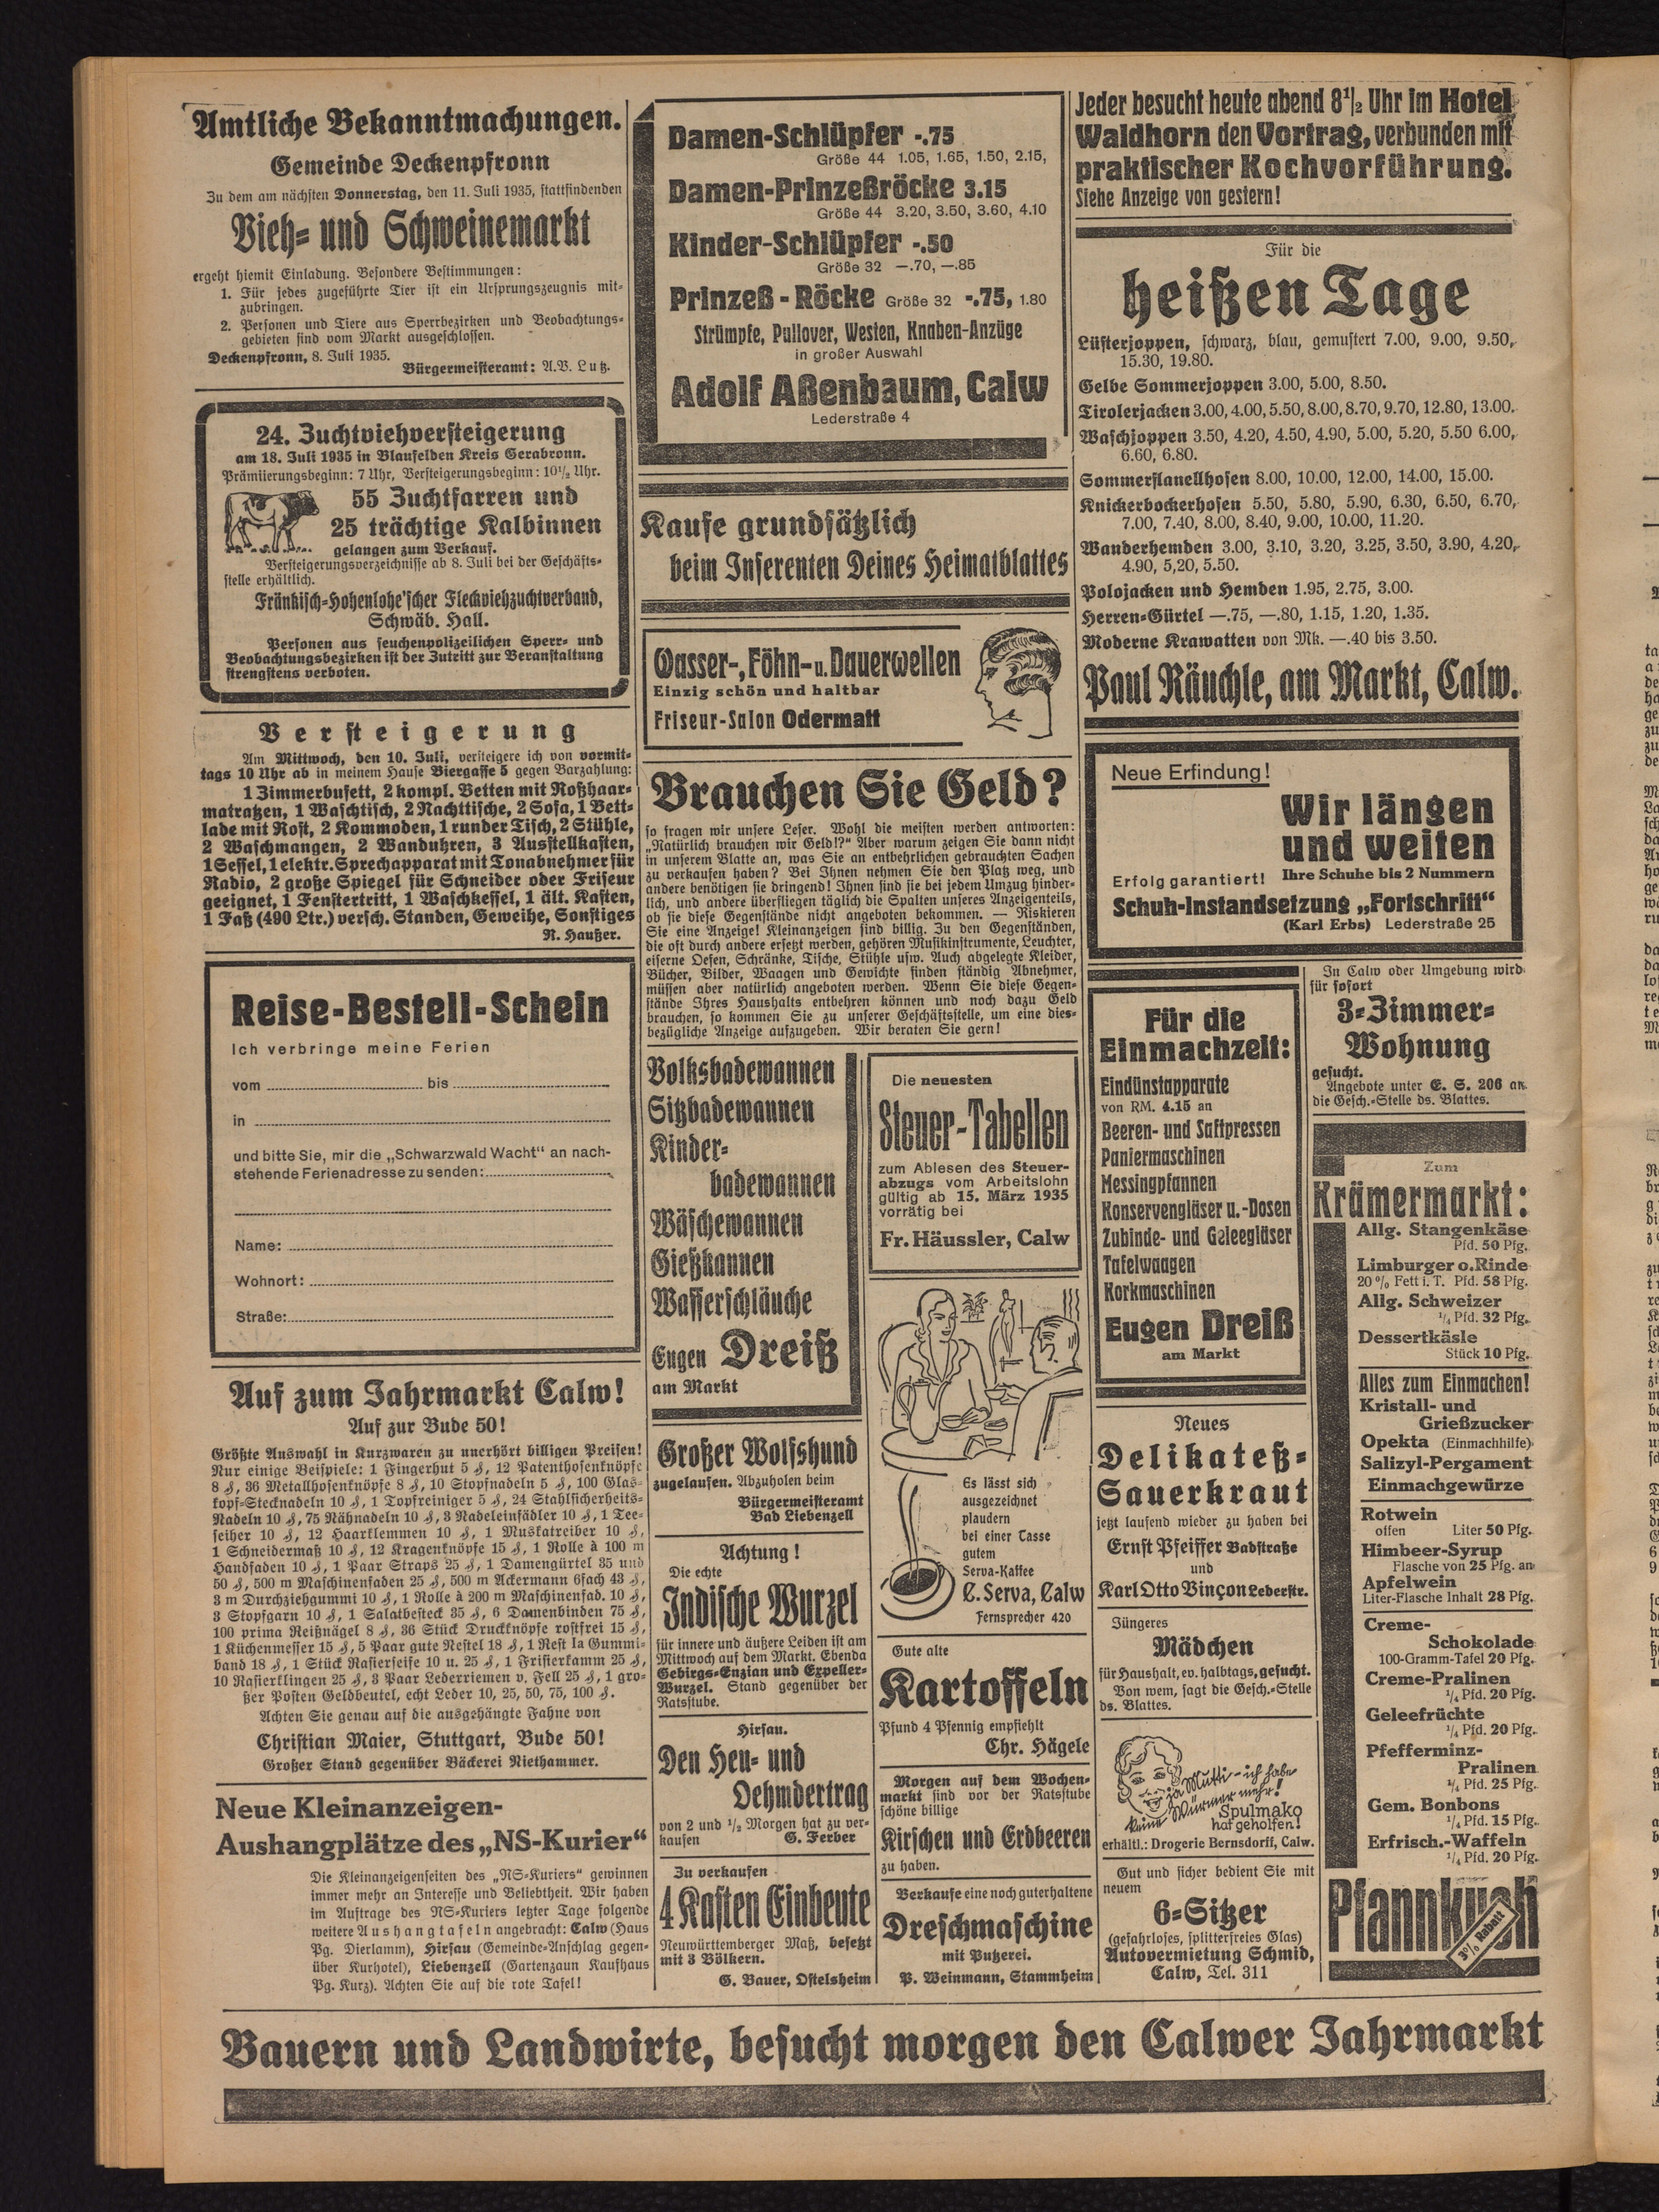 Amtliche Bekanntmachungen.
Gemeinde Deckenpfronn
Zu dem am nächsten Donnerstag, den 11. Juli 1935, stattfindenden
Vieh- und Schweinemarkt
ergeht hiemit Einladung. Besondere Bestimmungen:
1. Für jedes zugeführte Tier ist ein Ursprungszeugnis mit-
zubringen.
2. Personen und Tiere aus Sperrbezirken und Beobachtungs-
gebieten sind vom Markt ausgeschlossen.
Deckenpfronn, 8. Juli 1935.
Bürgermeisteramt: A.V. Lutz.
24. Zuchtviehversteigerung
am 18. Juli 1935 in Blaufelden Kreis Gerabronn.
Prämiierungsbeginn: 7 Uhr, Versteigerungsbeginn: 10½ Uhr.
55 Zuchtfarren und
25 trächtige Kalbinnen
gelangen zum Verkauf.
Versteigerungsverzeichnisse ab 8. Juli bei der Geschäfts-
stelle erhältlich.
Fränkisch-Hohenlohe'scher Fleckviehzuchtverband,
Schwäb. Hall.
Personen aus seuchenpolizeilichen Sperr- und
Beobachtungsbezirken ist der Zutritt zur Veranstaltung
strengstens verboten.
Versteigerung
Am Mittwoch, den 10. Juli, versteigere ich von vormit-
tags 10 Uhr ab in meinem Hause Biergasse 5 gegen Barzahlung:
1 Zimmerbufett, 2 kompl. Betten mit Roßhaar-
matratzen, 1 Waschtisch, 2 Nachttische, 2 Sofa, 1 Bett-
lade mit Rost, 2 Kommoden, 1 runder Tisch, 2 Stühle,
2 Waschmangen, 2 Wanduhren, 3 Ausstellkasten,
1 Sessel, 1 elektr. Sprechapparat mit Tonabnehmer für
Radio, 2 große Spiegel für Schneider oder Friseur
geeignet, 1 Fenstertritt, 1 Waschkessel, 1 ält. Kasten,
1 Faß (490 Ltr.) versch. Standen, Geweihe, Sonstiges
R. Haußer.
Reise-Bestell-Schein
Ich verbringe meine Ferien
vom bis
in
und bitte Sie, mir die „Schwarzwald Wacht“ an nach-
stehende Ferienadresse zu senden:
Name:
Wohnort:
Straße:
Auf zum Jahrmarkt Calw!
Auf zur Bude 50!
Größte Auswahl in Kurzwaren zu unerhört billigen Preisen!
Nur einige Beispiele: 1 Fingerhut 5 ₰, 12 Patenthosenknöpfe
8 ₰, 36 Metallhosenknöpfe 8 ₰, 10 Stopfnadeln 5 ₰, 100 Glas-
kopf-Stecknadeln 10 ₰, 1 Topfreiniger 5 ₰, 24 Stahlsicherheits-
Nadeln 10 ₰, 75 Nähnadeln 10 ₰, 3 Nadeleinfädler 10 ₰, 1 Tee-
seiher 10 ₰, 12 Haarklemmen 10 ₰, 1 Muskatreiber 10 ₰,
1 Schneidermaß 10 ₰, 12 Kragenknöpfe 15 ₰, 1 Rolle à 100 m
Handfaden 10 ₰, 1 Paar Straps 25 ₰, 1 Damengürtel 35 und
50 ₰, 500 m Maschinenfaden 25 ₰, 500 m Ackermann 6fach 43 ₰,
3 m Durchziehgummi 10 ₰, 1 Rolle à 200 m Maschinenfad. 10 ₰,
3 Stopfgarn 10 ₰, 1 Salatbesteck 35 ₰, 6 Damenbinden 75 ₰,
100 prima Reißnägel 8 ₰, 36 Stück Druckknöpfe rostfrei 15 ₰,
1 Küchenmesser 15 ₰, 5 Paar gute Nestel 18 ₰, 1 Rest Ia Gummi-
band 18 ₰, 1 Stück Rasierseife 10 u. 25 ₰, 1 Frisierkamm 25 ₰,
10 Rasierklingen 25 ₰, 3 Paar Lederriemen v. Fell 25 ₰, 1 gro-
ßer Posten Geldbeutel, echt Leder 10, 25, 50, 75, 100 ₰.
Achten Sie genau auf die ausgehängte Fahne von
Christian Maier, Stuttgart, Bude 50!
Großer Stand gegenüber Bäckerei Niethammer.
Neue Kleinanzeigen-
Aushangplätze des „NS-Kurier“
Die Kleinanzeigenseiten des „NS-Kuriers“ gewinnen
immer mehr an Interesse und Beliebtheit. Wir haben
im Auftrage des NS-Kuriers letzter Tage folgende
weitere Aushangtafeln angebracht: Calw (Haus
Pg. Dierlamm), Hirsau (Gemeinde-Anschlag gegen-
über Kurhotel), Liebenzell (Gartenzaun Kaufhaus
Pg. Kurz). Achten Sie auf die rote Tafel!
Damen-Schlüpfer -.75
Größe 44 1.05, 1.65, 1.50, 2.15,
Damen-Prinzeßröcke 3.15
Größe 44 3.20, 3.50, 3.60, 4.10
Kinder-Schlüpfer -.50
Größe 32 —.70, —.85
Prinzeß-Röcke Größe 32 -.75, 1.80
Strümpfe, Pullover, Westen, Knaben-Anzüge
in großer Auswahl
Adolf Aßenbaum, Calw
Lederstraße 4
Kaufe grundsätzlich
beim Inserenten Deines Heimatblattes
Wasser-, Föhn- u. Dauerwellen
Einzig schön und haltbar
Friseur-Salon Odermatt
Brauchen Sie Geld?
so fragen wir unsere Leser. Wohl die meisten werden antworten:
„Natürlich brauchen wir Geld!?“ Aber warum zeigen Sie dann nicht
in unserem Blatte an, was Sie an entbehrlichen gebrauchten Sachen
zu verkaufen haben? Bei Ihnen nehmen Sie den Platz weg, und
andere benötigen sie dringend! Ihnen sind sie bei jedem Umzug hinder-
lich, und andere überfliegen täglich die Spalten unseres Anzeigenteils,
ob sie diese Gegenstände nicht angeboten bekommen. — Riskieren
Sie eine Anzeige! Kleinanzeigen sind billig. Zu den Gegenständen,
die oft durch andere ersetzt werden, gehören Musikinstrumente, Leuchter,
eiserne Oefen, Schränke, Tische, Stühle usw. Auch abgelegte Kleider,
Bücher, Bilder, Waagen und Gewichte finden ständig Abnehmer,
müssen aber natürlich angeboten werden. Wenn Sie diese Gegen-
stände Ihres Haushalts entbehren können und noch dazu Geld
brauchen, so kommen Sie zu unserer Geschäftsstelle, um eine dies-
bezügliche Anzeige aufzugeben. Wir beraten Sie gern!
Volksbadewannen
Sitzbadewannen
Kinder-
badewannen
Wäschewannen
Gießkannen
Wasserschläuche
Eugen Dreiß
am Markt
Großer Wolfshund
zugelaufen. Abzuholen beim
Bürgermeisteramt
Bad Liebenzell
Achtung!
Die echte
Indische Wurzel
für innere und äußere Leiden ist am
Mittwoch auf dem Markt. Ebenda
Gebirgs-Enzian und Expeller-
Wurzel. Stand gegenüber der
Ratsstube.
Hirsau.
Den Heu- und
Oehmdertrag
von 2 und ½ Morgen hat zu ver-
kaufen G. Ferber
Zu verkaufen
4 Kasten Einbeute
Neuwürttemberger Maß, besetzt
mit 3 Völkern.
G. Bauer, Ostelsheim
Die neuesten
Steuer-Tabellen
zum Ablesen des Steuer-
abzugs vom Arbeitslohn
gültig ab 15. März 1935
vorrätig bei
Fr. Häussler, Calw
Es lässt sich
ausgezeichnet
plaudern
bei einer Tasse
gutem
Serva-Kaffee
C. Serva, Calw
Fernsprecher 420
Gute alte
Kartoffeln
Pfund 4 Pfennig empfiehlt
Chr. Hägele
Morgen auf dem Wochen-
markt sind vor der Ratsstube
schöne billige
Kirschen und Erdbeeren
zu haben.
Verkaufe eine noch guterhaltene
Dreschmaschine
mit Putzerei.
P. Weinmann, Stammheim
Jeder besucht heute abend 8½ Uhr im Hotel
Waldhorn den Vortrag, verbunden mit
praktischer Kochvorführung.
Siehe Anzeige von gestern!
Für die
heißen Tage
Lüsterjoppen, schwarz, blau, gemustert 7.00, 9.00, 9.50,
15.30, 19.80.
Gelbe Sommerjoppen 3.00, 5.00, 8.50.
Tirolerjacken 3.00, 4.00, 5.50, 8.00, 8.70, 9.70, 12.80, 13.00.
Waschjoppen 3.50, 4.20, 4.50, 4.90, 5.00, 5.20, 5.50 6.00,
6.60, 6.80.
Sommerflanellhosen 8.00, 10.00, 12.00, 14.00, 15.00.
Knickerbockerhosen 5.50, 5.80, 5.90, 6.30, 6.50, 6.70,
7.00, 7.40, 8.00, 8.40, 9.00, 10.00, 11.20.
Wanderhemden 3.00, 3.10, 3.20, 3.25, 3.50, 3.90, 4.20,
4.90, 5,20, 5.50.
Polojacken und Hemden 1.95, 2.75, 3.00.
Herren-Gürtel —.75, —.80, 1.15, 1.20, 1.35.
Moderne Krawatten von Mk. —.40 bis 3.50.
Paul Räuchle, am Markt, Calw.
Neue Erfindung!
Wir längen
und weiten
Erfolg garantiert! Ihre Schuhe bis 2 Nummern
Schuh-Instandsetzung „Fortschritt“
(Karl Erbs) Lederstraße 25
Für die
Einmachzeit:
Eindünstapparate
von RM. 4.15 an
Beeren- und Saftpressen
Paniermaschinen
Messingpfannen
Konservengläser u.-Dosen
Zubinde- und Geleegläser
Tafelwaagen
Korkmaschinen
Eugen Dreiß
am Markt
Neues
Delikateß-
Sauerkraut
jetzt laufend wieder zu haben bei
Ernst Pfeiffer Badstraße
und
Karl Otto Vinçon Lederstr.
Jüngeres
Mädchen
für Haushalt, ev. halbtags, gesucht.
Von wem, sagt die Gesch.-Stelle
ds. Blattes.
ja Mutti - ich habe
keine Würmer mehr!
Spulmako
hat geholfen!
erhältl.: Drogerie Bernsdorff, Calw.
Gut und sicher bedient Sie mit
neuem
6-Sitzer
(gefahrloses, splitterfreies Glas)
Autovermietung Schmid,
Calw, Tel. 311
In Calw oder Umgebung wird
für sofort
3-Zimmer-
Wohnung
gesucht.
Angebote unter E. S. 206 an
die Gesch.-Stelle ds. Blattes.
Zum
Krämermarkt:
Allg. Stangenkäse
Pfd. 50 Pfg.
Limburger o. Rinde
20 % Fett i. T. Pfd. 58 Pfg.
Allg. Schweizer
¼ Pfd. 32 Pfg.
Dessertkäsle
Stück 10 Pfg.
Alles zum Einmachen!
Kristall- und
Grießzucker
Opekta (Einmachhilfe)
Salizyl-Pergament
Einmachgewürze
Rotwein
offen Liter 50 Pfg.
Himbeer-Syrup
Flasche von 25 Pfg. an
Apfelwein
Liter-Flasche Inhalt 28 Pfg.
Creme-
Schokolade
100-Gramm-Tafel 20 Pfg.
Creme-Pralinen
¼ Pfd. 20 Pfg.
Geleefrüchte
¼ Pfd. 20 Pfg.
Pfefferminz-
Pralinen
¼ Pfd. 25 Pfg.
Gem. Bonbons
¼ Pfd. 15 Pfg.
Erfrisch.-Waffeln
¼ Pfd. 20 Pfg.
Pfannkuch
3% Rabatt
Bauern und Landwirte, besucht morgen den Calwer Jahrmarkt